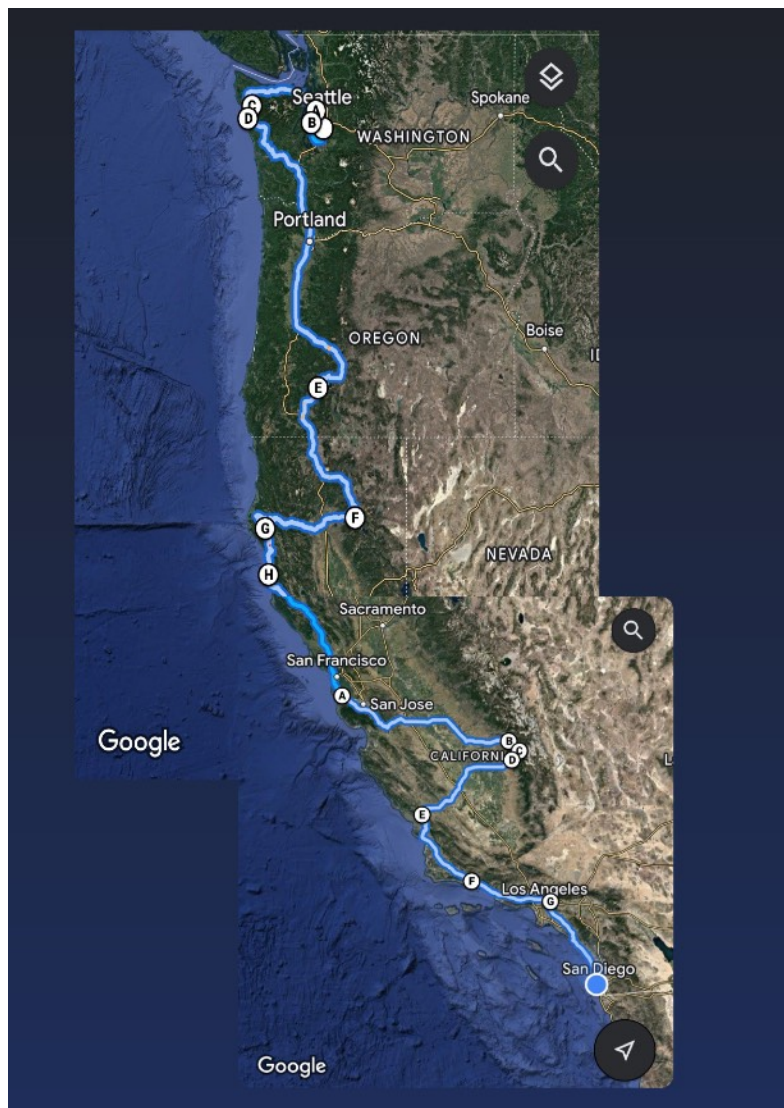 Seattle
Spokane
C
A
D
B
WASHINGTON
Portland
OREGON
Boise
E
F
G
NEVADA
H
Sacramento
San Francisco
A
San Jose
Google
B
C
CALIFORNI
D
E
F
Los Angeles
G
San Diego
Google